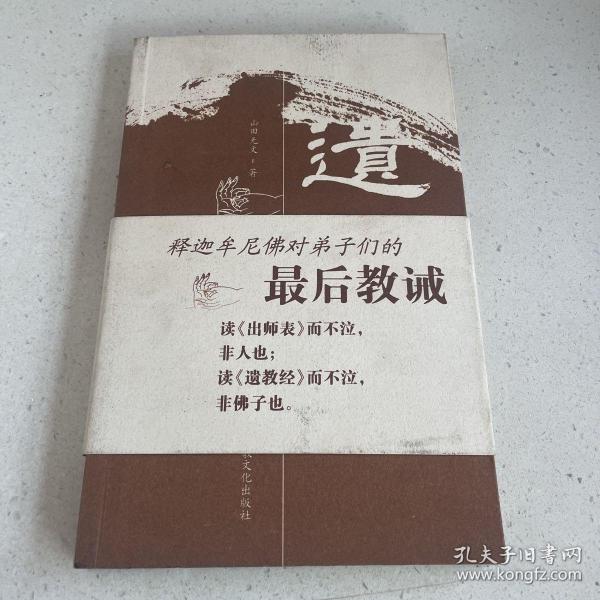 遺
山田无文 著
释迦牟尼佛对弟子们的
最后教诫
读《出师表》而不泣，
非人也；
读《遗教经》而不泣，
非佛子也。
文化出版社
孔夫子旧书网
www.kongfz.com